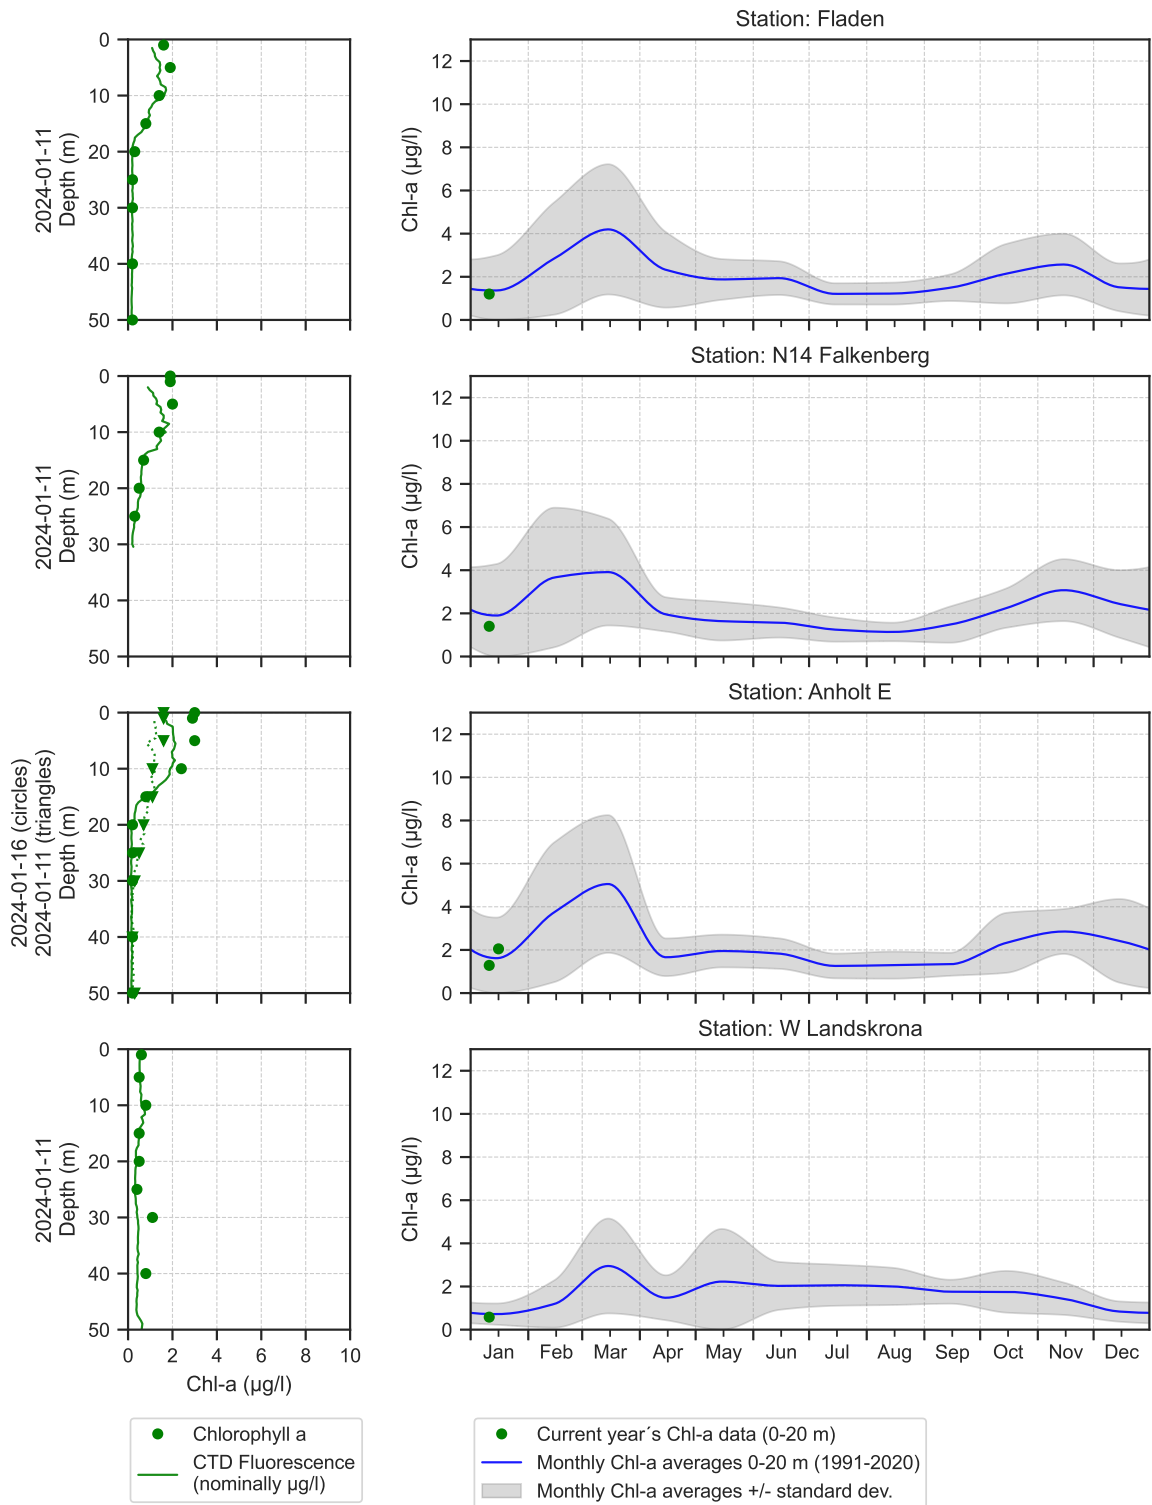 Station: Fladen
0
10
20
30
40
50
2024-01-11
Depth (m)
0
2
4
6
8
10
12
Chl-a (µg/l)
Station: N14 Falkenberg
0
10
20
30
40
50
2024-01-11
Depth (m)
0
2
4
6
8
10
12
Chl-a (µg/l)
Station: Anholt E
0
10
20
30
40
50
2024-01-16 (circles)
2024-01-11 (triangles)
Depth (m)
0
2
4
6
8
10
12
Chl-a (µg/l)
Station: W Landskrona
0
10
20
30
40
50
2024-01-11
Depth (m)
0 2 4 6 8 10
Chl-a (µg/l)
0
2
4
6
8
10
12
Chl-a (µg/l)
Jan Feb Mar Apr May Jun Jul Aug Sep Oct Nov Dec
Chlorophyll a
CTD Fluorescence
(nominally µg/l)
Current year´s Chl-a data (0-20 m)
Monthly Chl-a averages 0-20 m (1991-2020)
Monthly Chl-a averages +/- standard dev.